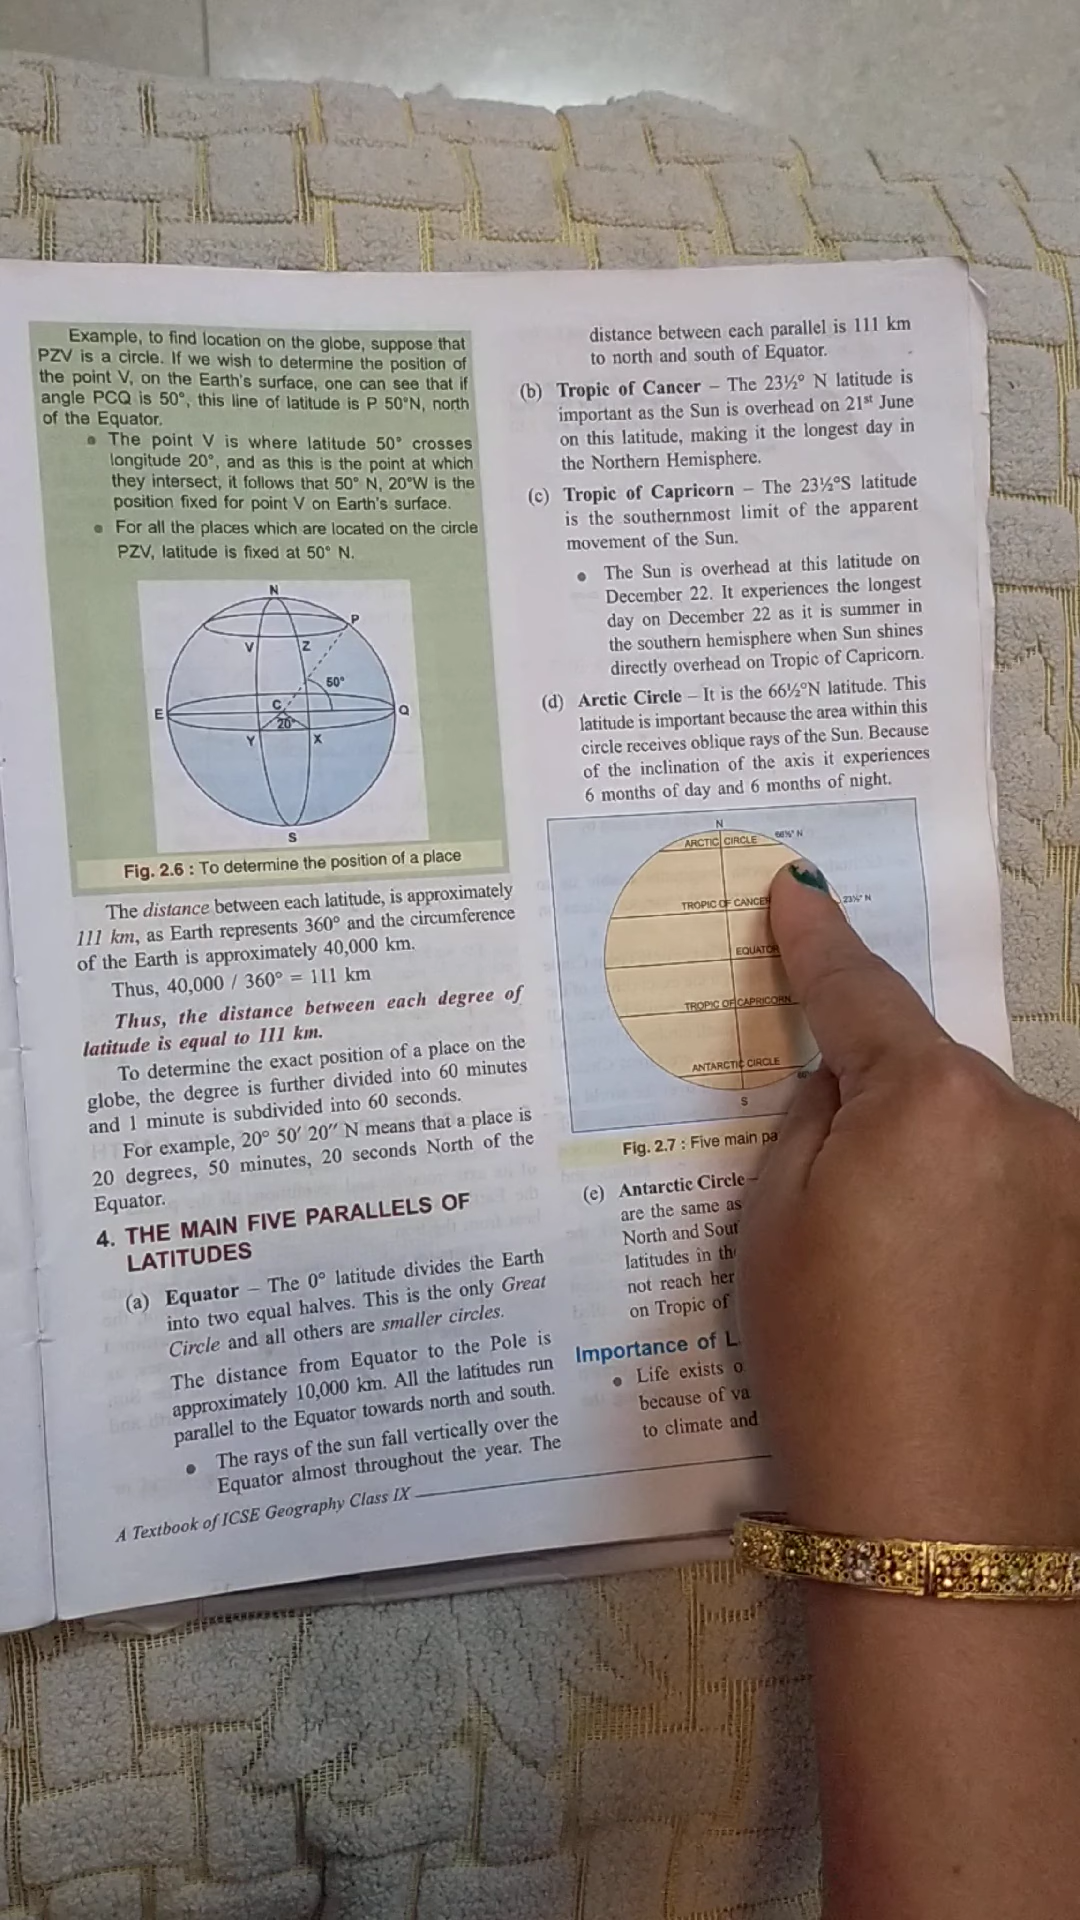 Example, to find location on the globe, suppose that
PZV is a circle. If we wish to determine the position of
the point V, on the Earth's surface, one can see that if
angle PCQ is 50°, this line of latitude is P 50°N, north
of the Equator.
• The point V is where latitude 50° crosses
longitude 20°, and as this is the point at which
they intersect, it follows that 50° N, 20°W is the
position fixed for point V on Earth's surface.
• For all the places which are located on the circle
PZV, latitude is fixed at 50° N.
N
P
V
Z
50°
E
C
Q
20°
Y
X
S
Fig. 2.6 : To determine the position of a place
The distance between each latitude, is approximately
111 km, as Earth represents 360° and the circumference
of the Earth is approximately 40,000 km.
Thus, 40,000 / 360° = 111 km
Thus, the distance between each degree of
latitude is equal to 111 km.
To determine the exact position of a place on the
globe, the degree is further divided into 60 minutes
and 1 minute is subdivided into 60 seconds.
For example, 20° 50′ 20″ N means that a place is
20 degrees, 50 minutes, 20 seconds North of the
Equator.
4. THE MAIN FIVE PARALLELS OF
LATITUDES
(a) Equator – The 0° latitude divides the Earth
into two equal halves. This is the only Great
Circle and all others are smaller circles.
The distance from Equator to the Pole is
approximately 10,000 km. All the latitudes run
parallel to the Equator towards north and south.
• The rays of the sun fall vertically over the
Equator almost throughout the year. The
A Textbook of ICSE Geography Class IX
distance between each parallel is 111 km
to north and south of Equator.
(b) Tropic of Cancer – The 23½° N latitude is
important as the Sun is overhead on 21st June
on this latitude, making it the longest day in
the Northern Hemisphere.
(c) Tropic of Capricorn – The 23½°S latitude
is the southernmost limit of the apparent
movement of the Sun.
• The Sun is overhead at this latitude on
December 22. It experiences the longest
day on December 22 as it is summer in
the southern hemisphere when Sun shines
directly overhead on Tropic of Capricorn.
(d) Arctic Circle – It is the 66½°N latitude. This
latitude is important because the area within this
circle receives oblique rays of the Sun. Because
of the inclination of the axis it experiences
6 months of day and 6 months of night.
N
ARCTIC CIRCLE
66½° N
TROPIC OF CANCER
23½° N
EQUATOR
TROPIC OF CAPRICORN
ANTARCTIC CIRCLE
S
Fig. 2.7 : Five main pa
(e) Antarctic Circle –
are the same as
North and Sout
latitudes in th
not reach her
on Tropic of
Importance of L
• Life exists o
because of va
to climate and